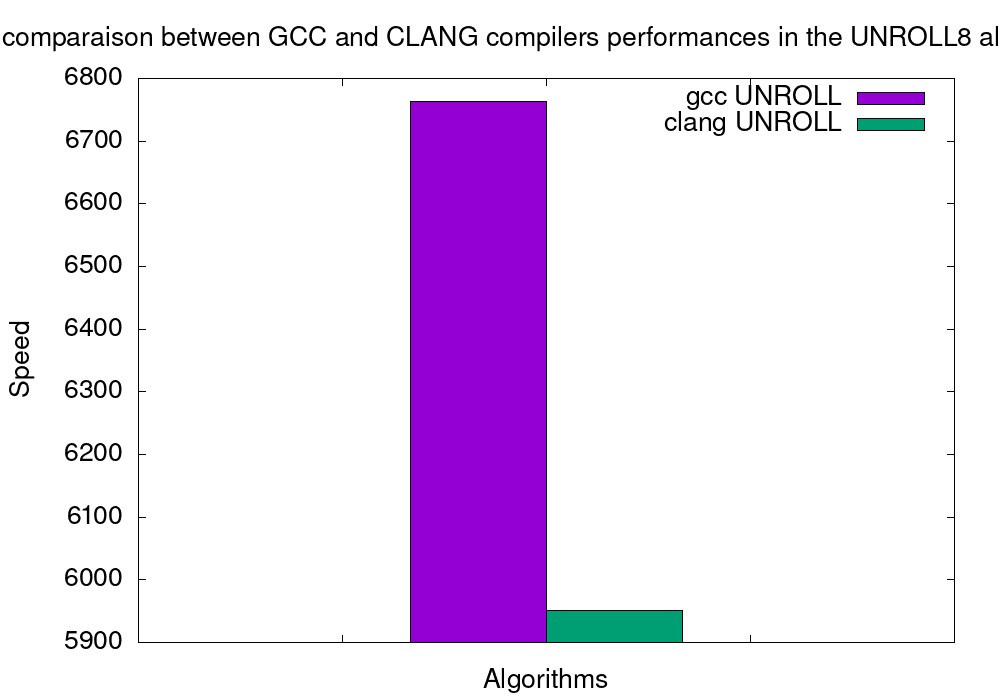 comparaison between GCC and CLANG compilers performances in the UNROLL8 al
6800
6700
6600
6500
6400
6300
6200
6100
6000
5900
Speed
gcc UNROLL
clang UNROLL
Algorithms